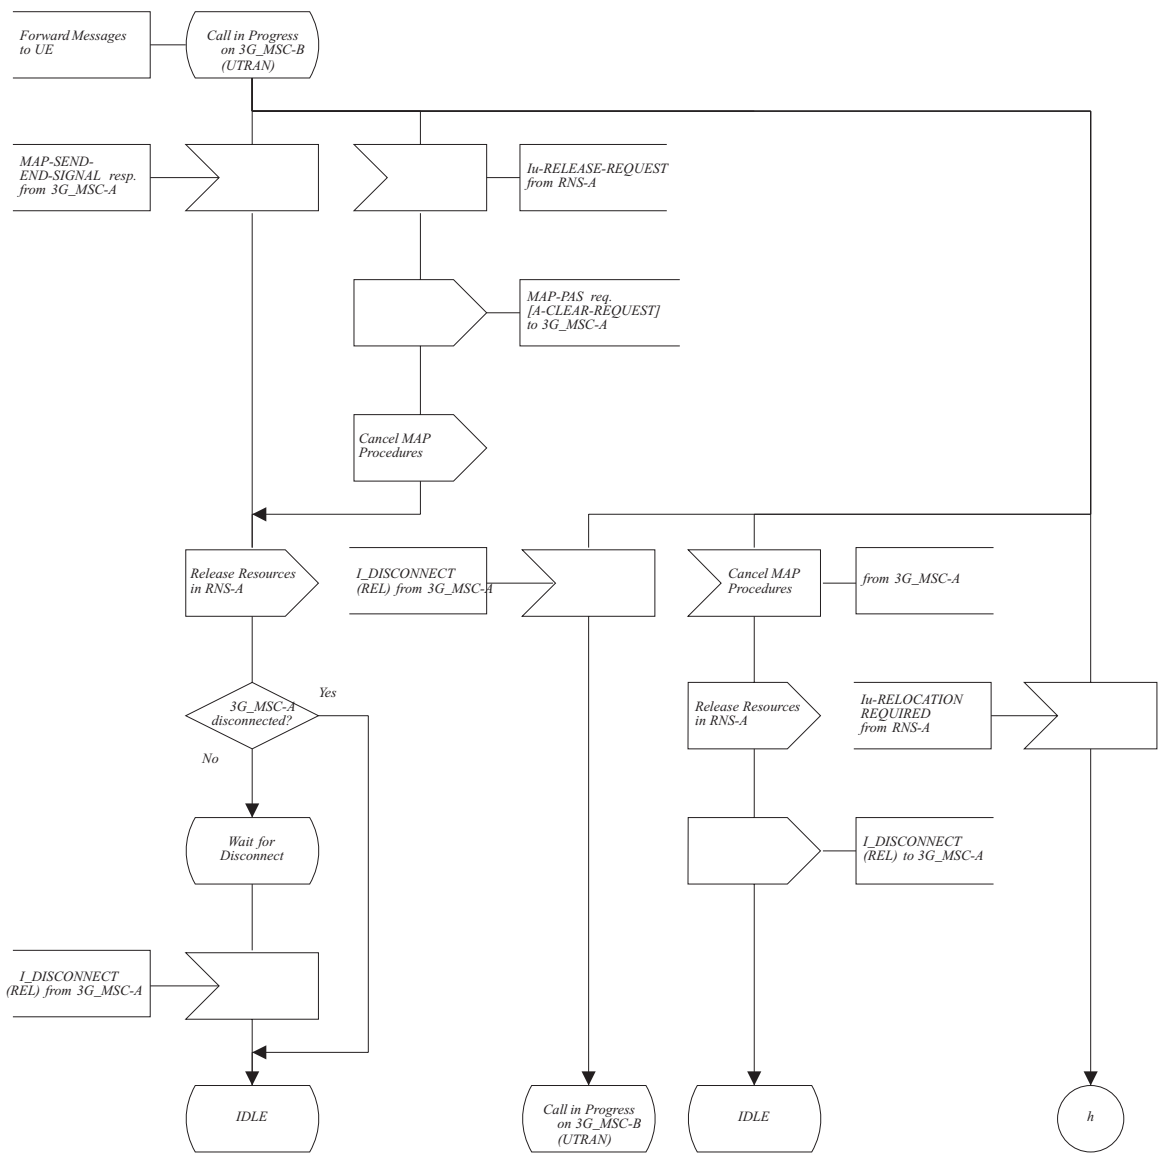 Forward Messages
to UE
Call in Progress
on 3G_MSC-B
(UTRAN)
MAP-SEND-
END-SIGNAL resp.
from 3G_MSC-A
Iu-RELEASE-REQUEST
from RNS-A
MAP-PAS req.
[A-CLEAR-REQUEST]
to 3G_MSC-A
Cancel MAP
Procedures
Release Resources
in RNS-A
I_DISCONNECT
(REL) from 3G_MSC-A
Cancel MAP
Procedures
from 3G_MSC-A
3G_MSC-A
disconnected?
Yes
No
Release Resources
in RNS-A
Iu-RELOCATION
REQUIRED
from RNS-A
Wait for
Disconnect
I_DISCONNECT
(REL) to 3G_MSC-A
I_DISCONNECT
(REL) from 3G_MSC-A
IDLE
Call in Progress
on 3G_MSC-B
(UTRAN)
IDLE
h